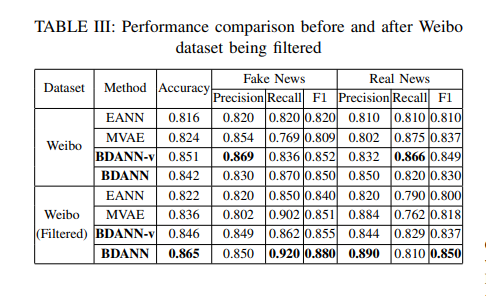 TABLE III: Performance comparison before and after Weibo
dataset being filtered
Dataset Method Accuracy Fake News Real News
Precision Recall F1 Precision Recall F1
Weibo
EANN 0.816 0.820 0.820 0.820 0.810 0.810 0.810
MVAE 0.824 0.854 0.769 0.809 0.802 0.875 0.837
BDANN-v 0.851 0.869 0.836 0.852 0.832 0.866 0.849
BDANN 0.842 0.830 0.870 0.850 0.850 0.820 0.830
Weibo
(Filtered)
EANN 0.822 0.820 0.850 0.840 0.820 0.790 0.800
MVAE 0.836 0.802 0.902 0.851 0.884 0.762 0.818
BDANN-v 0.846 0.849 0.862 0.855 0.844 0.829 0.837
BDANN 0.865 0.850 0.920 0.880 0.890 0.810 0.850